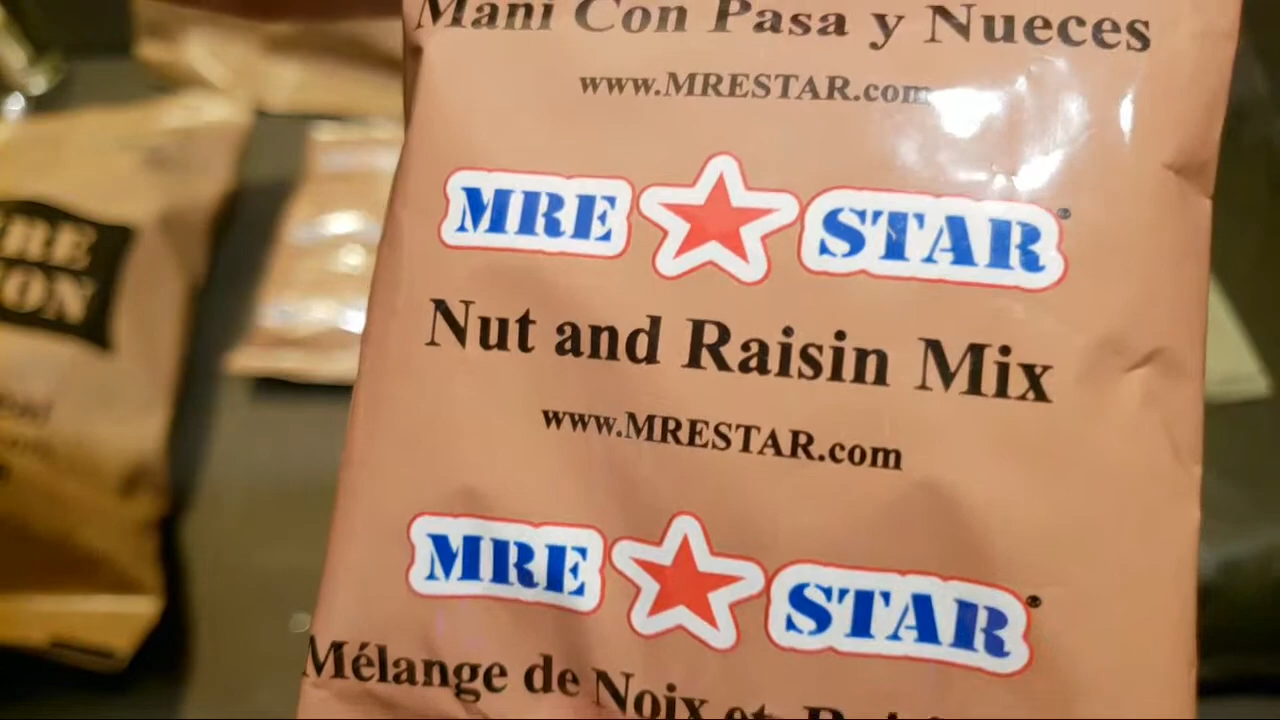 Mani Con Pasa y Nueces
www.MRESTAR.com
MRE STAR
Nut and Raisin Mix
www.MRESTAR.com
MRE STAR
Mélange de Noix et